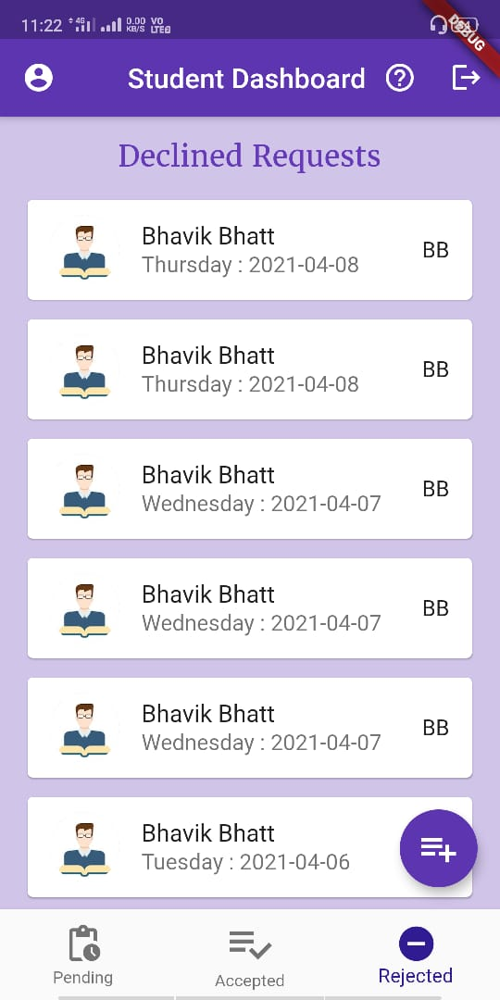 11:22 4G 0.00 KB/S VO LTE
DEBUG
Student Dashboard
Declined Requests
Bhavik Bhatt
Thursday : 2021-04-08
BB
Bhavik Bhatt
Thursday : 2021-04-08
BB
Bhavik Bhatt
Wednesday : 2021-04-07
BB
Bhavik Bhatt
Wednesday : 2021-04-07
BB
Bhavik Bhatt
Wednesday : 2021-04-07
BB
Bhavik Bhatt
Tuesday : 2021-04-06
Pending
Accepted
Rejected